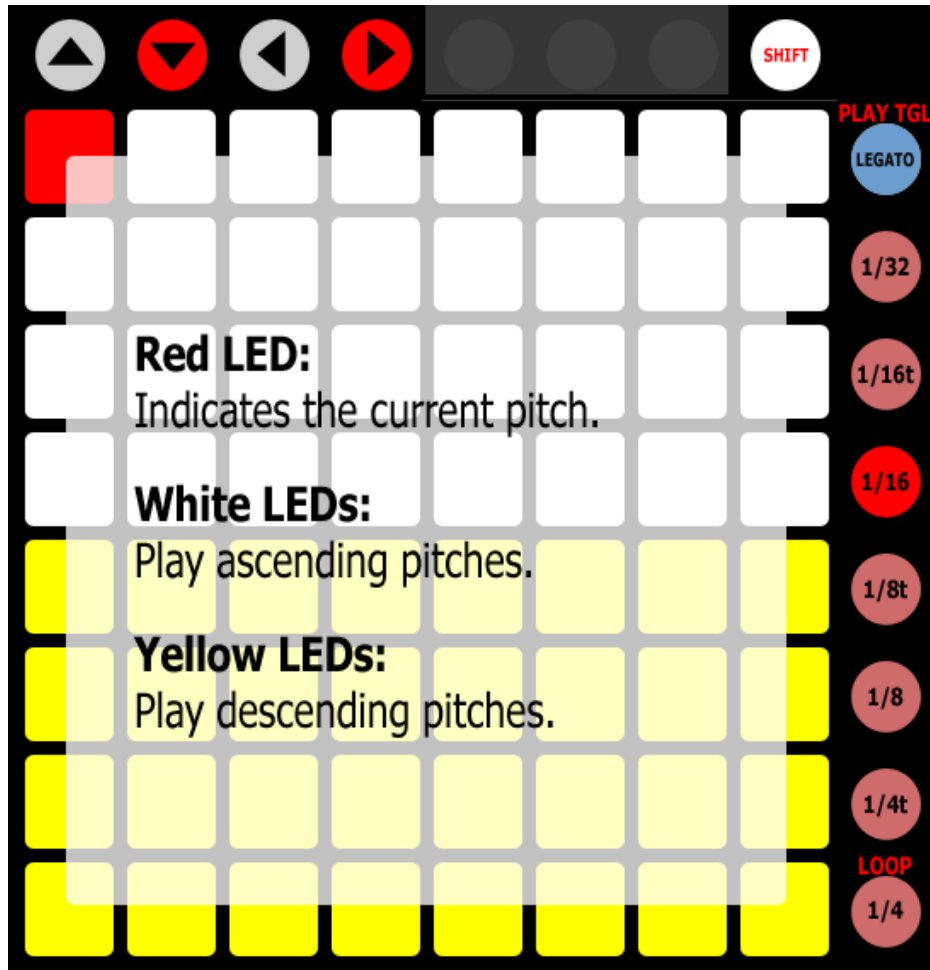 SHIFT
PLAY TGL
LEGATO
1/32
1/16t
Red LED:
Indicates the current pitch.
1/16
White LEDs:
Play ascending pitches.
1/8t
Yellow LEDs:
Play descending pitches.
1/8
1/4t
LOOP
1/4